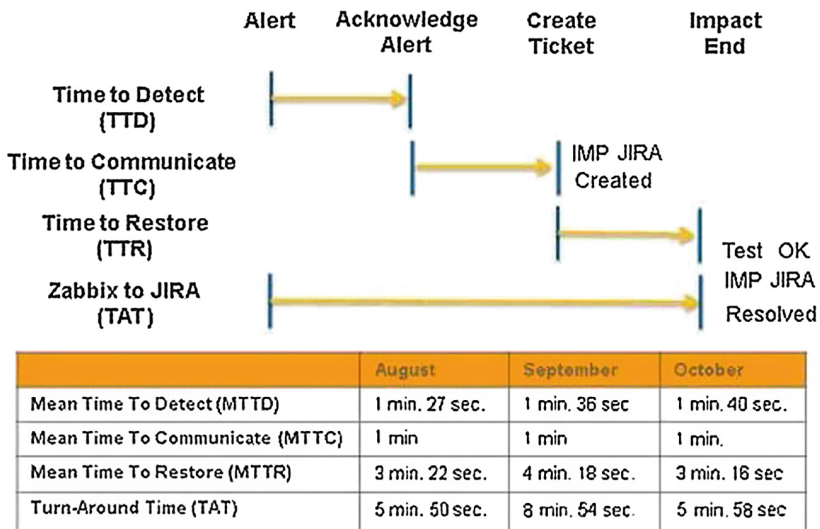 Alert Acknowledge Alert Create Ticket Impact End
Time to Detect
(TTD)
Time to Communicate
(TTC)
IMP JIRA
Created
Time to Restore
(TTR)
Test OK
Zabbix to JIRA
(TAT)
IMP JIRA
Resolved
August September October
Mean Time To Detect (MTTD) 1 min. 27 sec. 1 min. 36 sec 1 min. 40 sec.
Mean Time To Communicate (MTTC) 1 min 1 min 1 min.
Mean Time To Restore (MTTR) 3 min. 22 sec. 4 min. 18 sec. 3 min. 16 sec
Turn-Around Time (TAT) 5 min. 50 sec. 8 min. 54 sec. 5 min. 58 sec